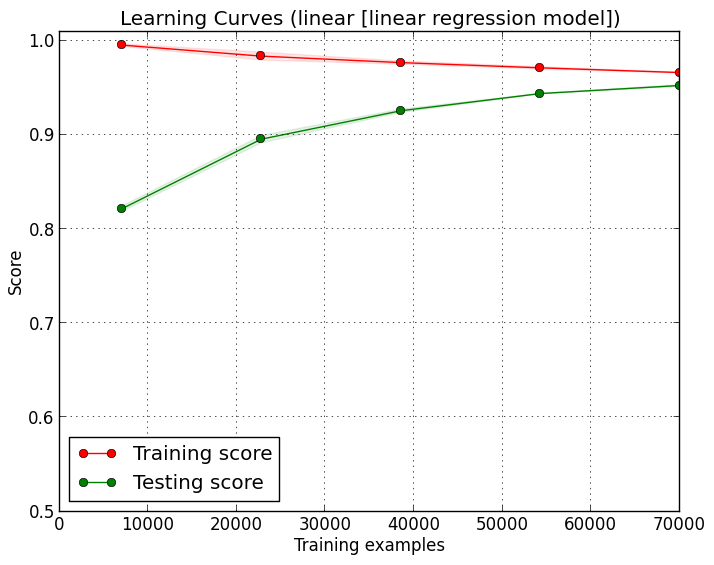 Learning Curves (linear [linear regression model])
1.0
0.9
0.8
0.7
0.6
0.5
Score
Training score
Testing score
0 10000 20000 30000 40000 50000 60000 70000
Training examples